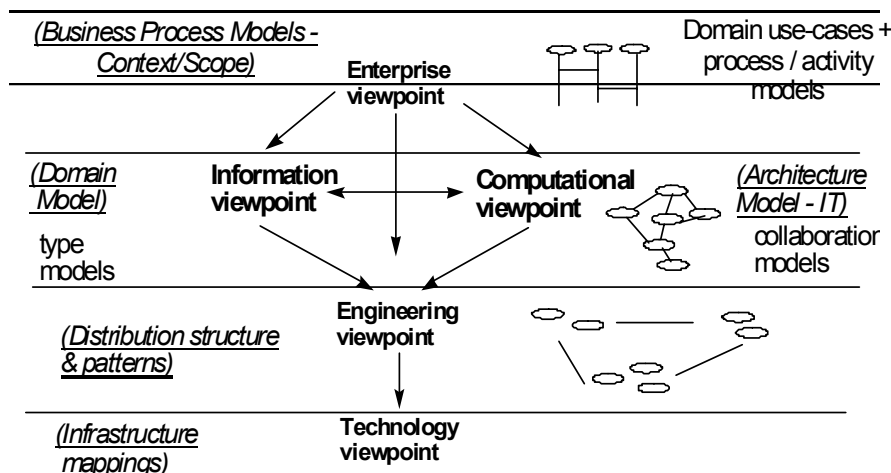 (Business Process Models -
Context/Scope)
Enterprise
viewpoint
Domain use-cases +
process / activity
models
(Domain
Model)
Information
viewpoint
Computational
viewpoint
(Architecture
Model - IT)
type
models
collaboration
models
(Distribution structure
& patterns)
Engineering
viewpoint
(Infrastructure
mappings)
Technology
viewpoint